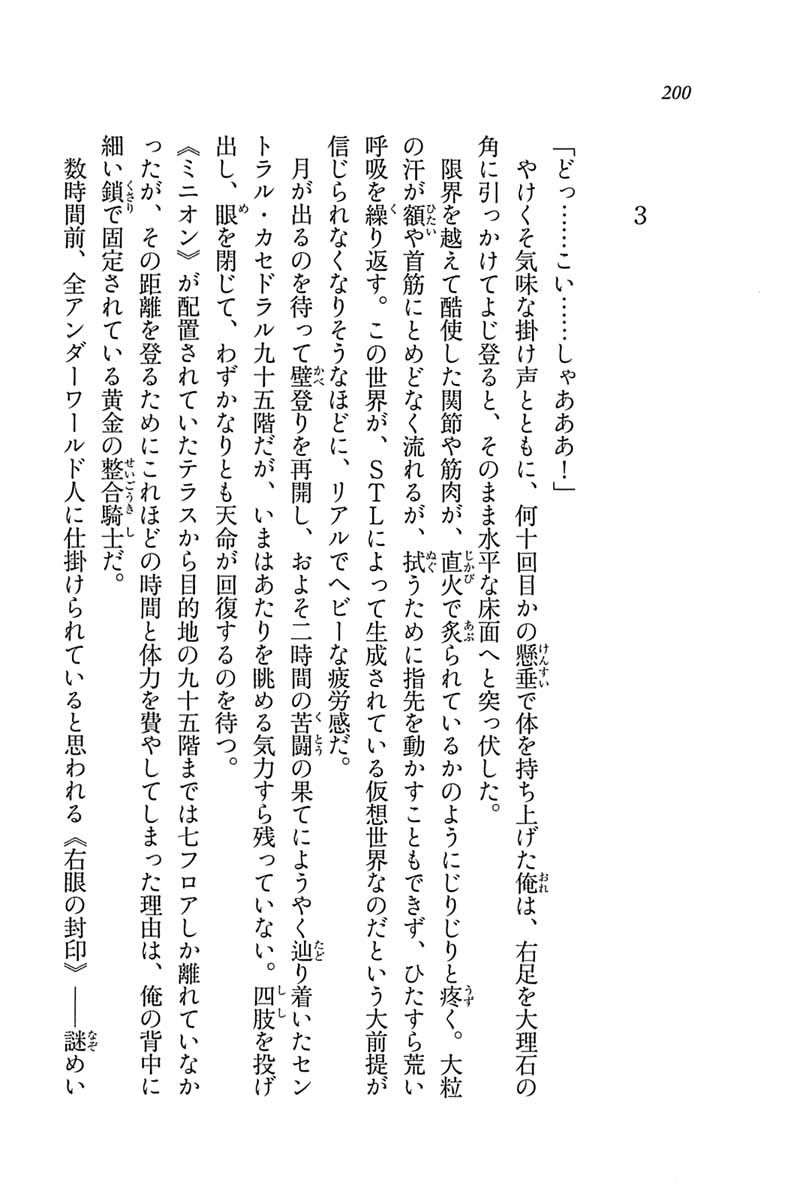 200
3
「どっ……こい……しゃあああ！」
やけくそ気味な掛け声とともに、何十回目かの懸垂で体を持ち上げた俺は、右足を大理石の
角に引っかけてよじ登ると、そのまま水平な床面へと突っ伏した。
限界を越えて酷使した関節や筋肉が、直火で炙られているかのようにじりじりと疼く。大粒
の汗が額や首筋にとめどなく流れるが、拭うために指先を動かすこともできず、ひたすら荒い
呼吸を繰り返す。この世界が、ＳＴＬによって生成されている仮想世界なのだという大前提が
信じられなくなりそうなほどに、リアルでヘビーな疲労感だ。
月が出るのを待って壁登りを再開し、およそ二時間の苦闘の果てにようやく辿り着いたセン
トラル・カセドラル九十五階だが、いまはあたりを眺める気力すら残っていない。四肢を投げ
出し、眼を閉じて、わずかなりとも天命が回復するのを待つ。
《ミニオン》が配置されていたテラスから目的地の九十五階までは七フロアしか離れていなか
ったが、その距離を登るためにこれほどの時間と体力を費やしてしまった理由は、俺の背中に
細い鎖で固定されている黄金の整合騎士だ。
数時間前、全アンダーワールド人に仕掛けられていると思われる《右眼の封印》――謎めい